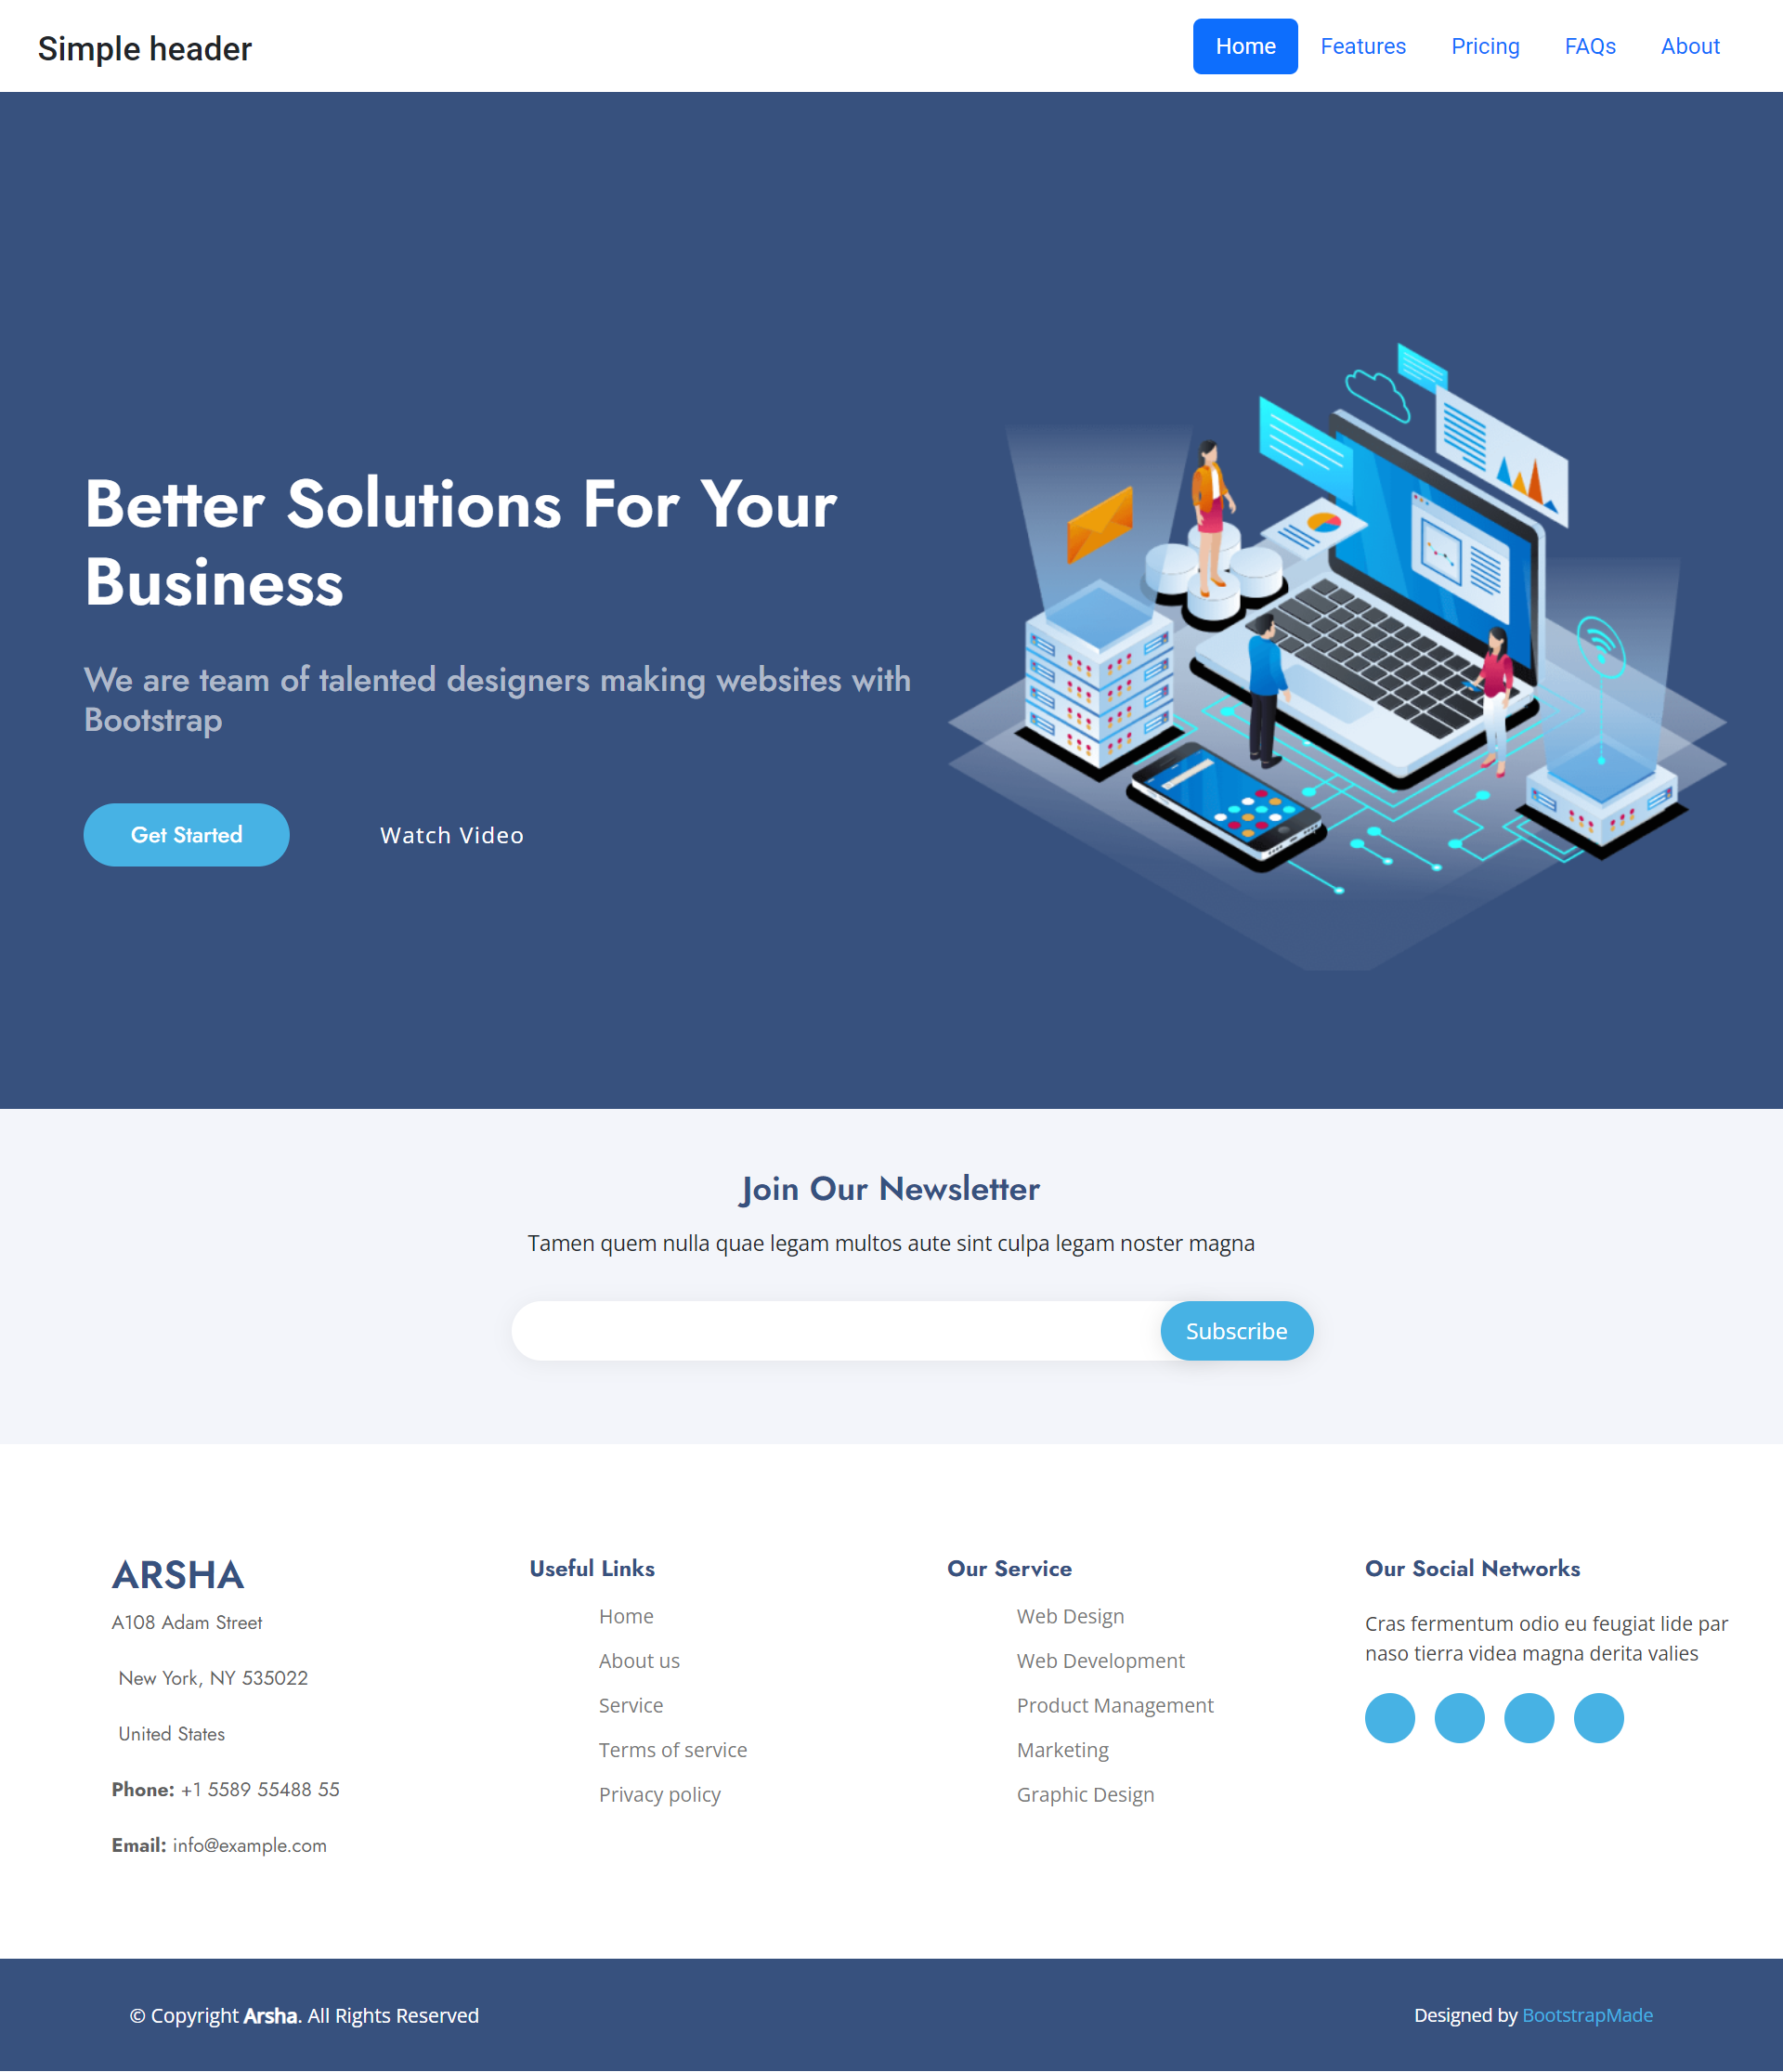 Simple header
Home Features Pricing FAQs About
Better Solutions For Your
Business
We are team of talented designers making websites with
Bootstrap
Get Started Watch Video
Join Our Newsletter
Tamen quem nulla quae legam multos aute sint culpa legam noster magna
Subscribe
ARSHA
A108 Adam Street
New York, NY 535022
United States
Phone: +1 5589 55488 55
Email: info@example.com
Useful Links
Home
About us
Service
Terms of service
Privacy policy
Our Service
Web Design
Web Development
Product Management
Marketing
Graphic Design
Our Social Networks
Cras fermentum odio eu feugiat lide par
naso tierra videa magna derita valies
© Copyright Arsha. All Rights Reserved
Designed by BootstrapMade